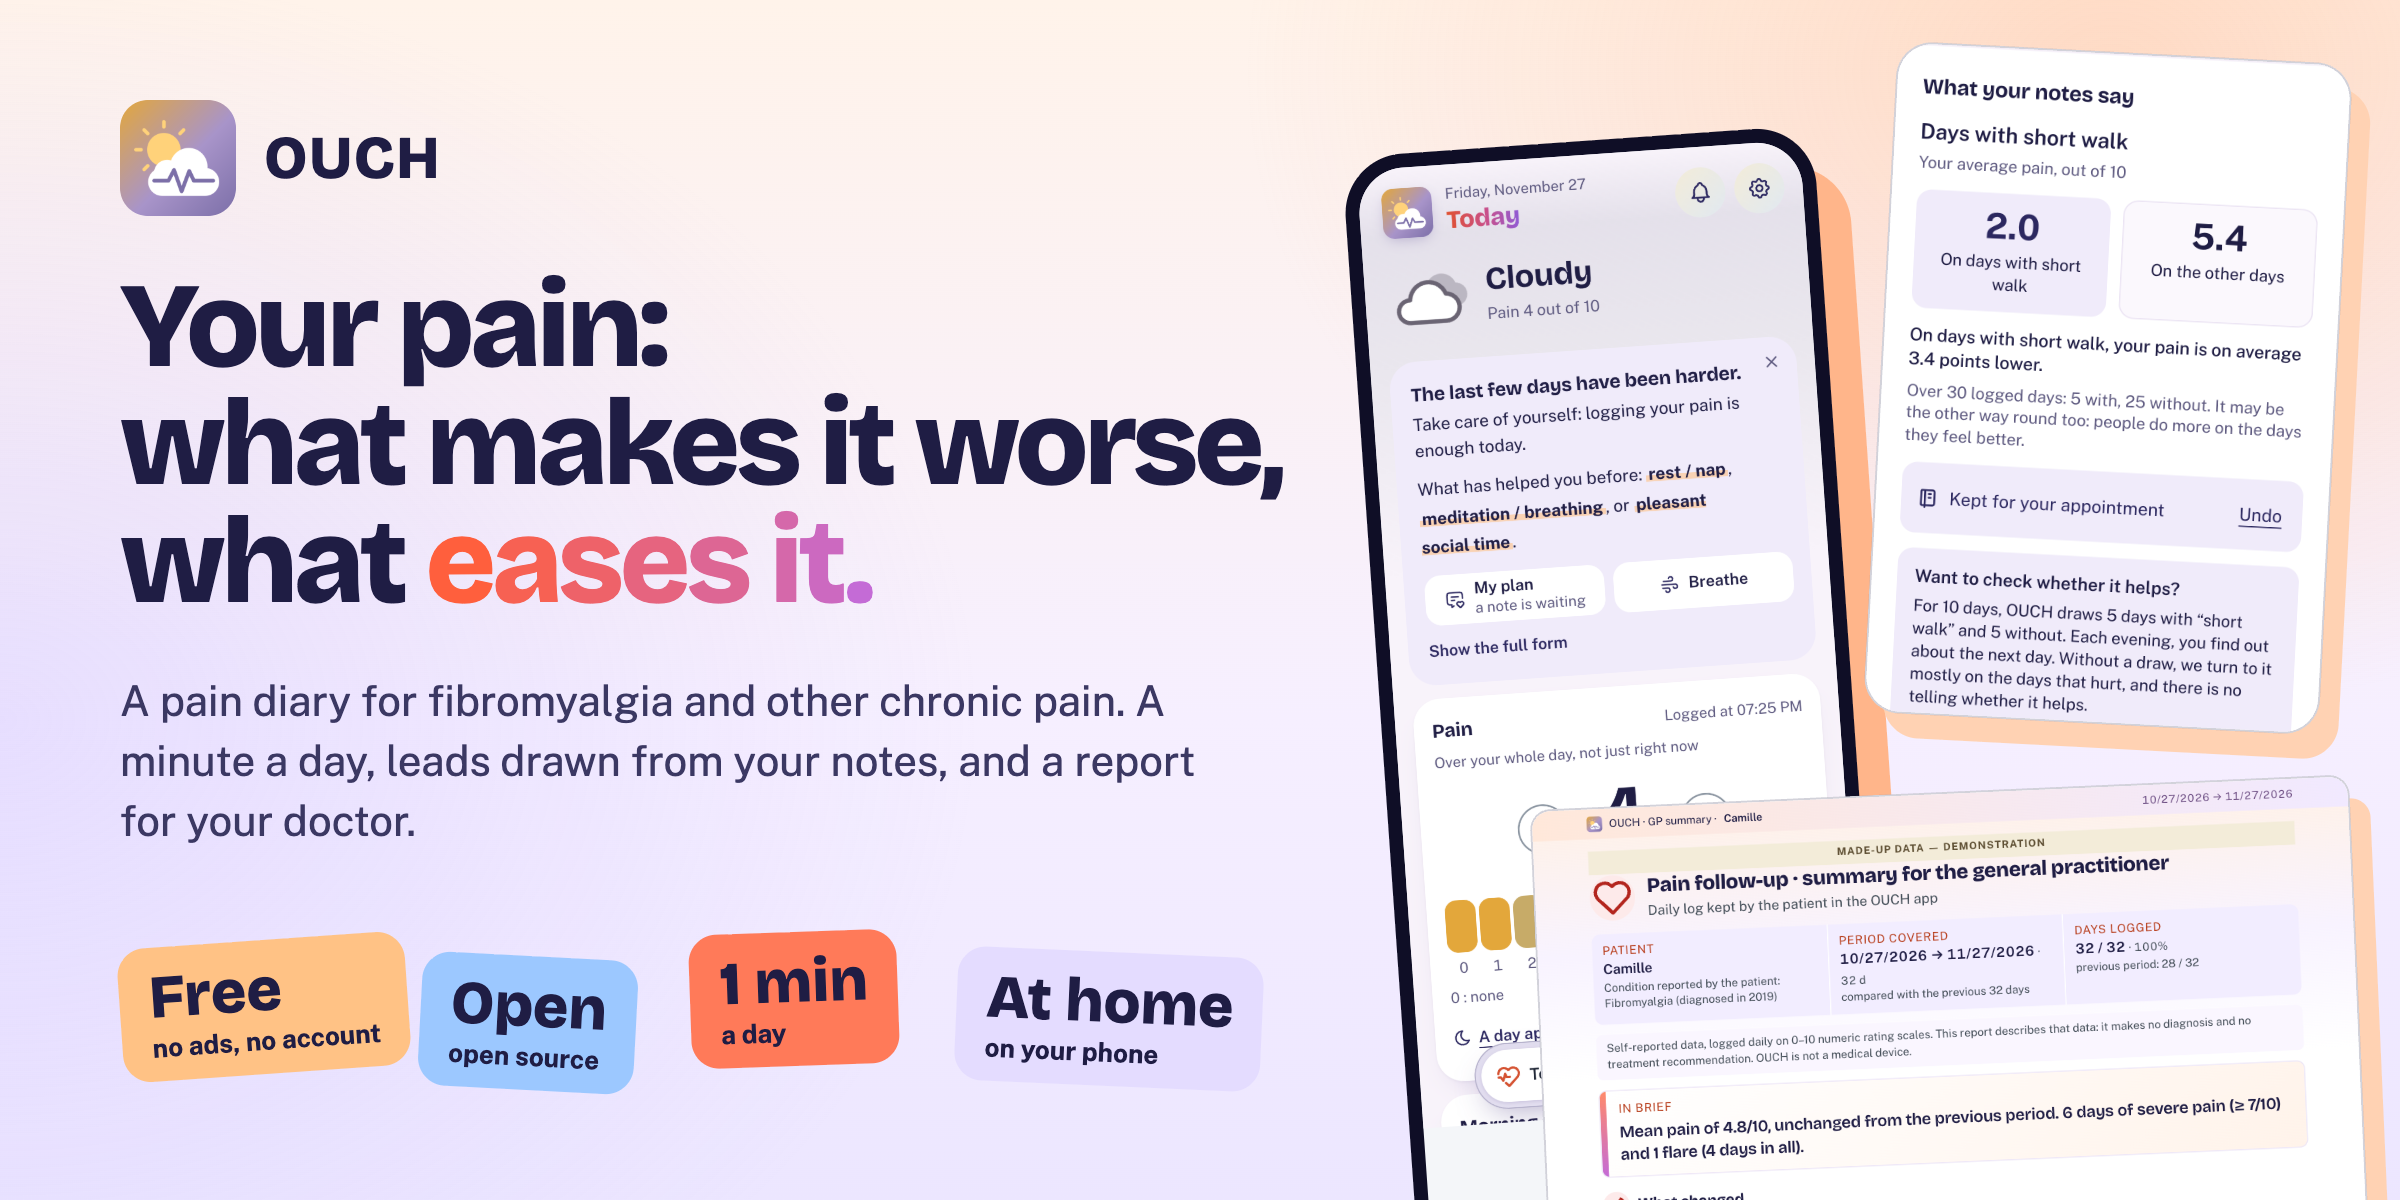 OUCH
Your pain:
what makes it worse,
what eases it.
A pain diary for fibromyalgia and other chronic pain. A
minute a day, leads drawn from your notes, and a report
for your doctor.
Free
no ads, no account
Open
open source
1 min
a day
At home
on your phone
Friday, November 27
Today
Cloudy
Pain 4 out of 10
The last few days have been harder.
Take care of yourself: logging your pain is
enough today.
What has helped you before: rest / nap,
meditation / breathing, or pleasant
social time.
My plan
a note is waiting
Breathe
Show the full form
Pain
Logged at 07:25 PM
Over your whole day, not just right now
4
0 1 2
0 : none
A day
What your notes say
Days with short walk
Your average pain, out of 10
2.0
On days with short
walk
5.4
On the other days
On days with short walk, your pain is on average
3.4 points lower.
Over 30 logged days: 5 with, 25 without. It may be
the other way round too: people do more on the days
they feel better.
Kept for your appointment
Undo
Want to check whether it helps?
For 10 days, OUCH draws 5 days with “short
walk” and 5 without. Each evening, you find out
about the next day. Without a draw, we turn to it
mostly on the days that hurt, and there is no
telling whether it helps.
OUCH · GP summary · Camille
10/27/2026 → 11/27/2026
MADE-UP DATA — DEMONSTRATION
Pain follow-up · summary for the general practitioner
Daily log kept by the patient in the OUCH app
PATIENT
Camille
Condition reported by the patient:
Fibromyalgia (diagnosed in 2019)
PERIOD COVERED
10/27/2026 → 11/27/2026 ·
32 d
compared with the previous 32 days
DAYS LOGGED
32 / 32 · 100%
previous period: 28 / 32
Self-reported data, logged daily on 0–10 numeric rating scales. This report describes that data: it makes no diagnosis and no
treatment recommendation. OUCH is not a medical device.
IN BRIEF
Mean pain of 4.8/10, unchanged from the previous period. 6 days of severe pain (≥ 7/10)
and 1 flare (4 days in all).
What changed